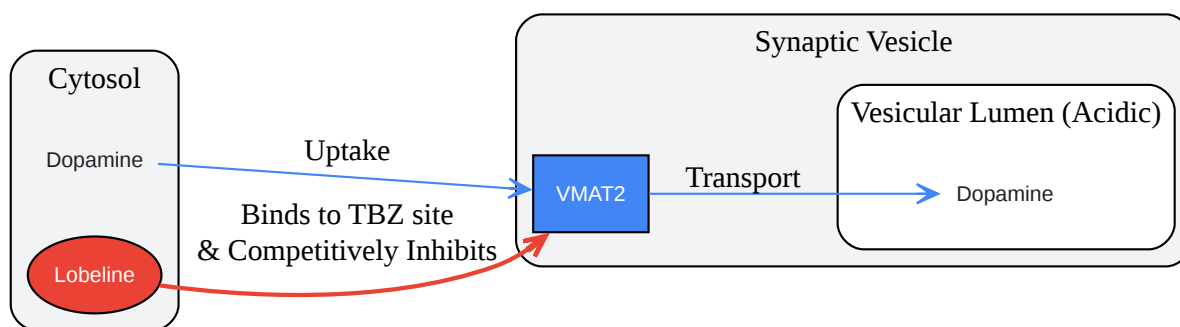 Synaptic Vesicle
Cytosol
Vesicular Lumen (Acidic)
Dopamine
Uptake
VMAT2
Transport
Dopamine
Binds to TBZ site
& Competitively Inhibits
Lobeline